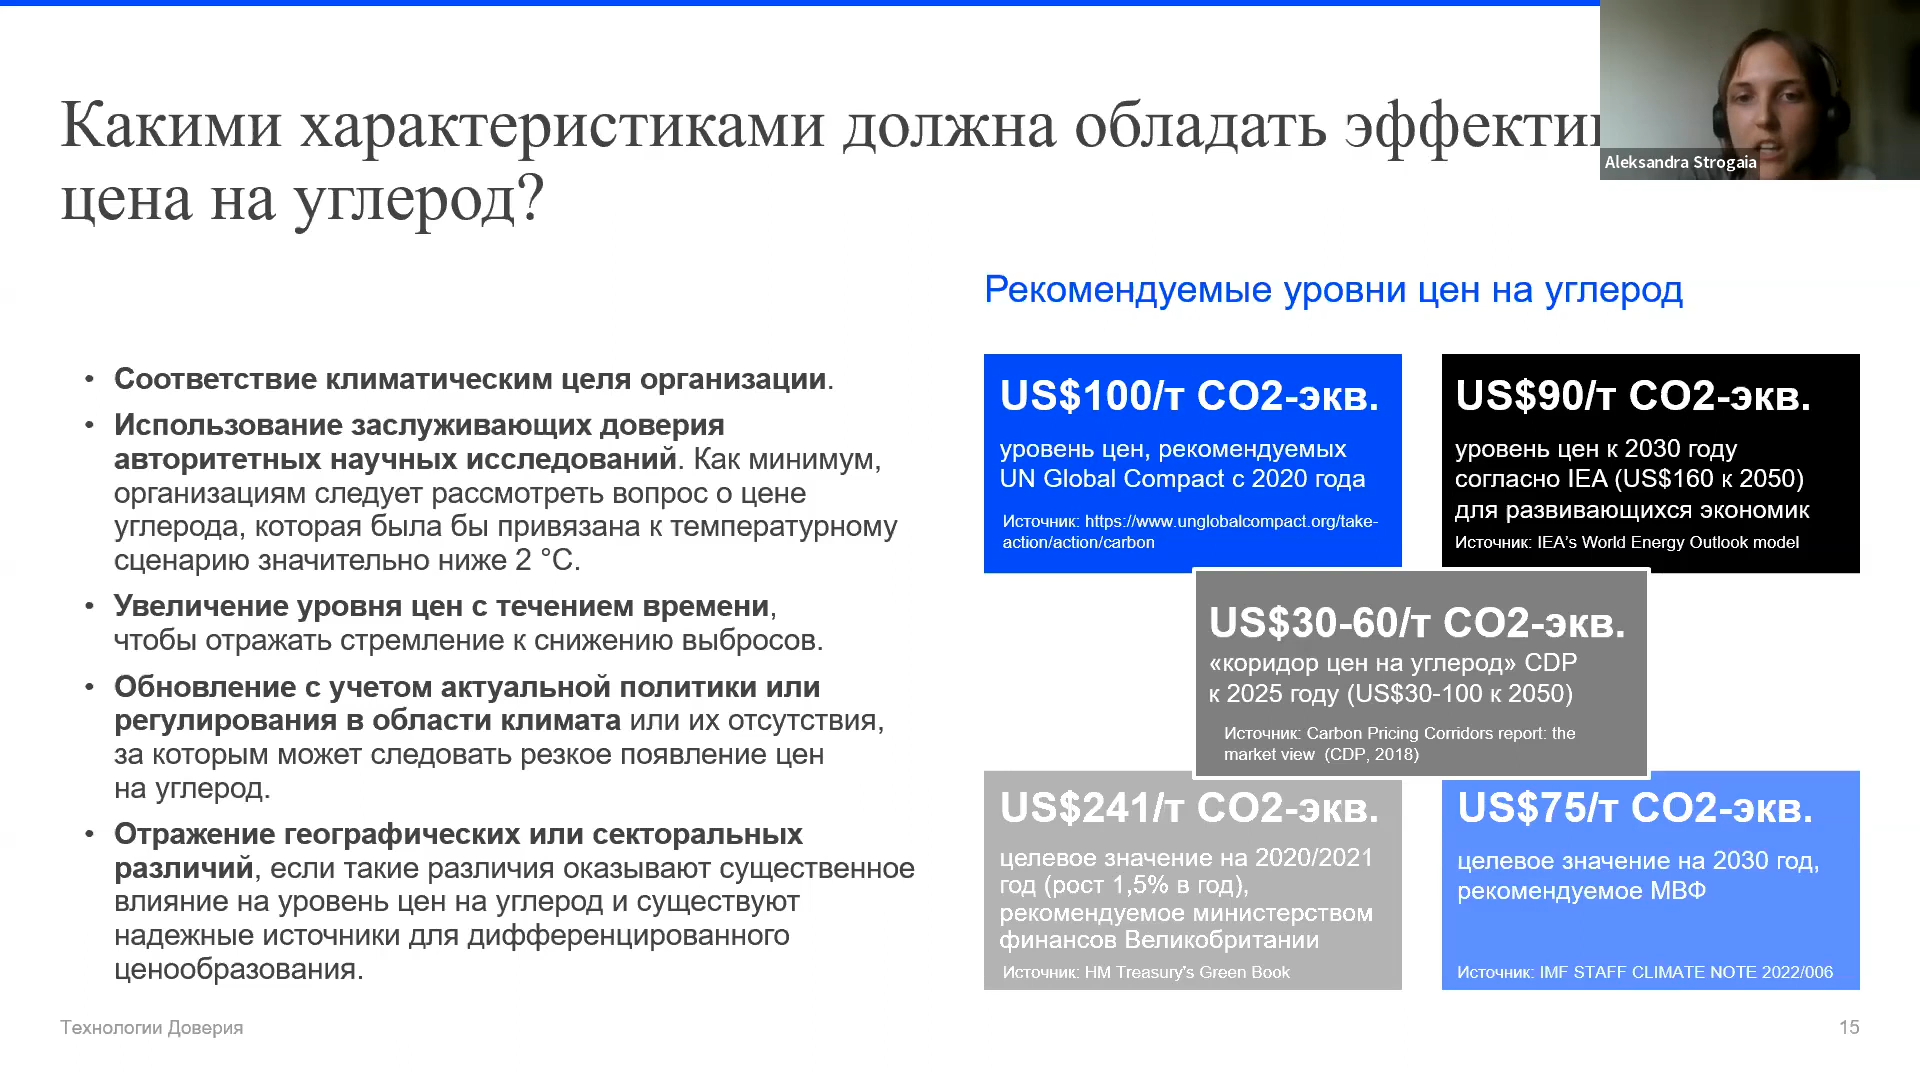 Какими характеристиками должна обладать
цена на углерод?
Aleksandra Strogaia
• Соответствие климатическим целя организации.
• Использование заслуживающих доверия
авторитетных научных исследований. Как минимум,
организациям следует рассмотреть вопрос о цене
углерода, которая была бы привязана к температурному
сценарию значительно ниже 2 °C.
• Увеличение уровня цен с течением времени,
чтобы отражать стремление к снижению выбросов.
• Обновление с учетом актуальной политики или
регулирования в области климата или их отсутствия,
за которым может следовать резкое появление цен
на углерод.
• Отражение географических или секторальных
различий, если такие различия оказывают существенное
влияние на уровень цен на углерод и существуют
надежные источники для дифференцированного
ценообразования.
Рекомендуемые уровни цен на углерод
US$100/т CO2-экв.
уровень цен, рекомендуемых
UN Global Compact с 2020 года
Источник: https://www.unglobalcompact.org/take-
action/action/carbon
US$90/т CO2-экв.
уровень цен к 2030 году
согласно IEA (US$160 к 2050)
для развивающихся экономик
Источник: IEA's World Energy Outlook model
US$30-60/т CO2-экв.
«коридор цен на углерод» CDP
к 2025 году (US$30-100 к 2050)
Источник: Carbon Pricing Corridors report: the
market view (CDP, 2018)
US$241/т CO2-экв.
целевое значение на 2020/2021
год (рост 1,5% в год),
рекомендуемое министерством
финансов Великобритании
Источник: HM Treasury's Green Book
US$75/т CO2-экв.
целевое значение на 2030 год,
рекомендуемое МВФ
Источник: IMF STAFF CLIMATE NOTE 2022/006
Технологии Доверия
15